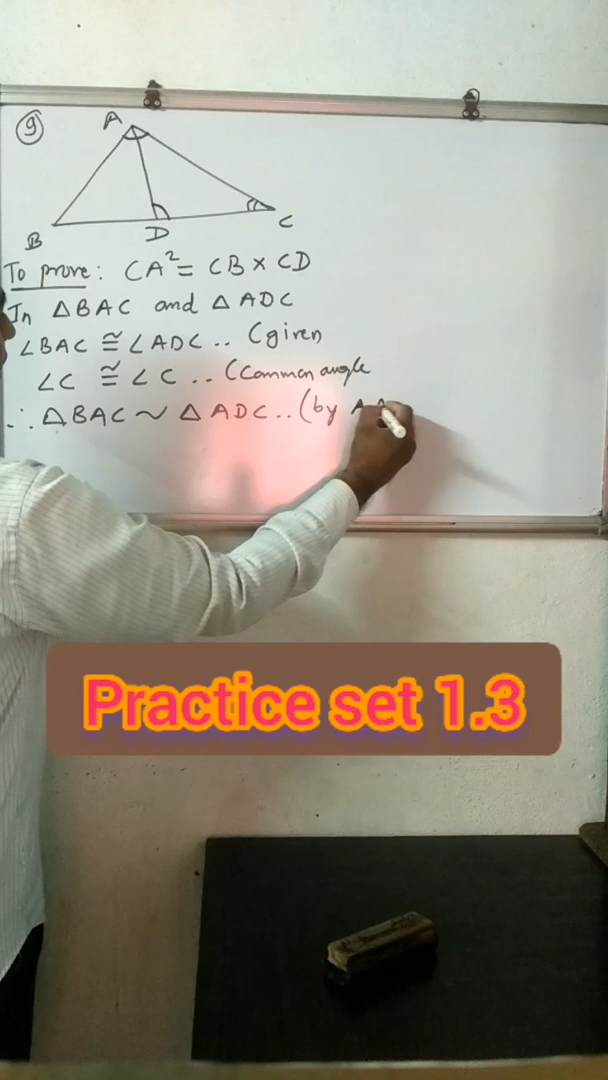 9
A
B
D
C
To prove: CA² = CB × CD
In △BAC and △ADC
∠BAC ≅ ∠ADC .. (given
∠C ≅ ∠C .. (Common angle
∴ △BAC ~ △ADC .. (by AA
Practice set 1.3